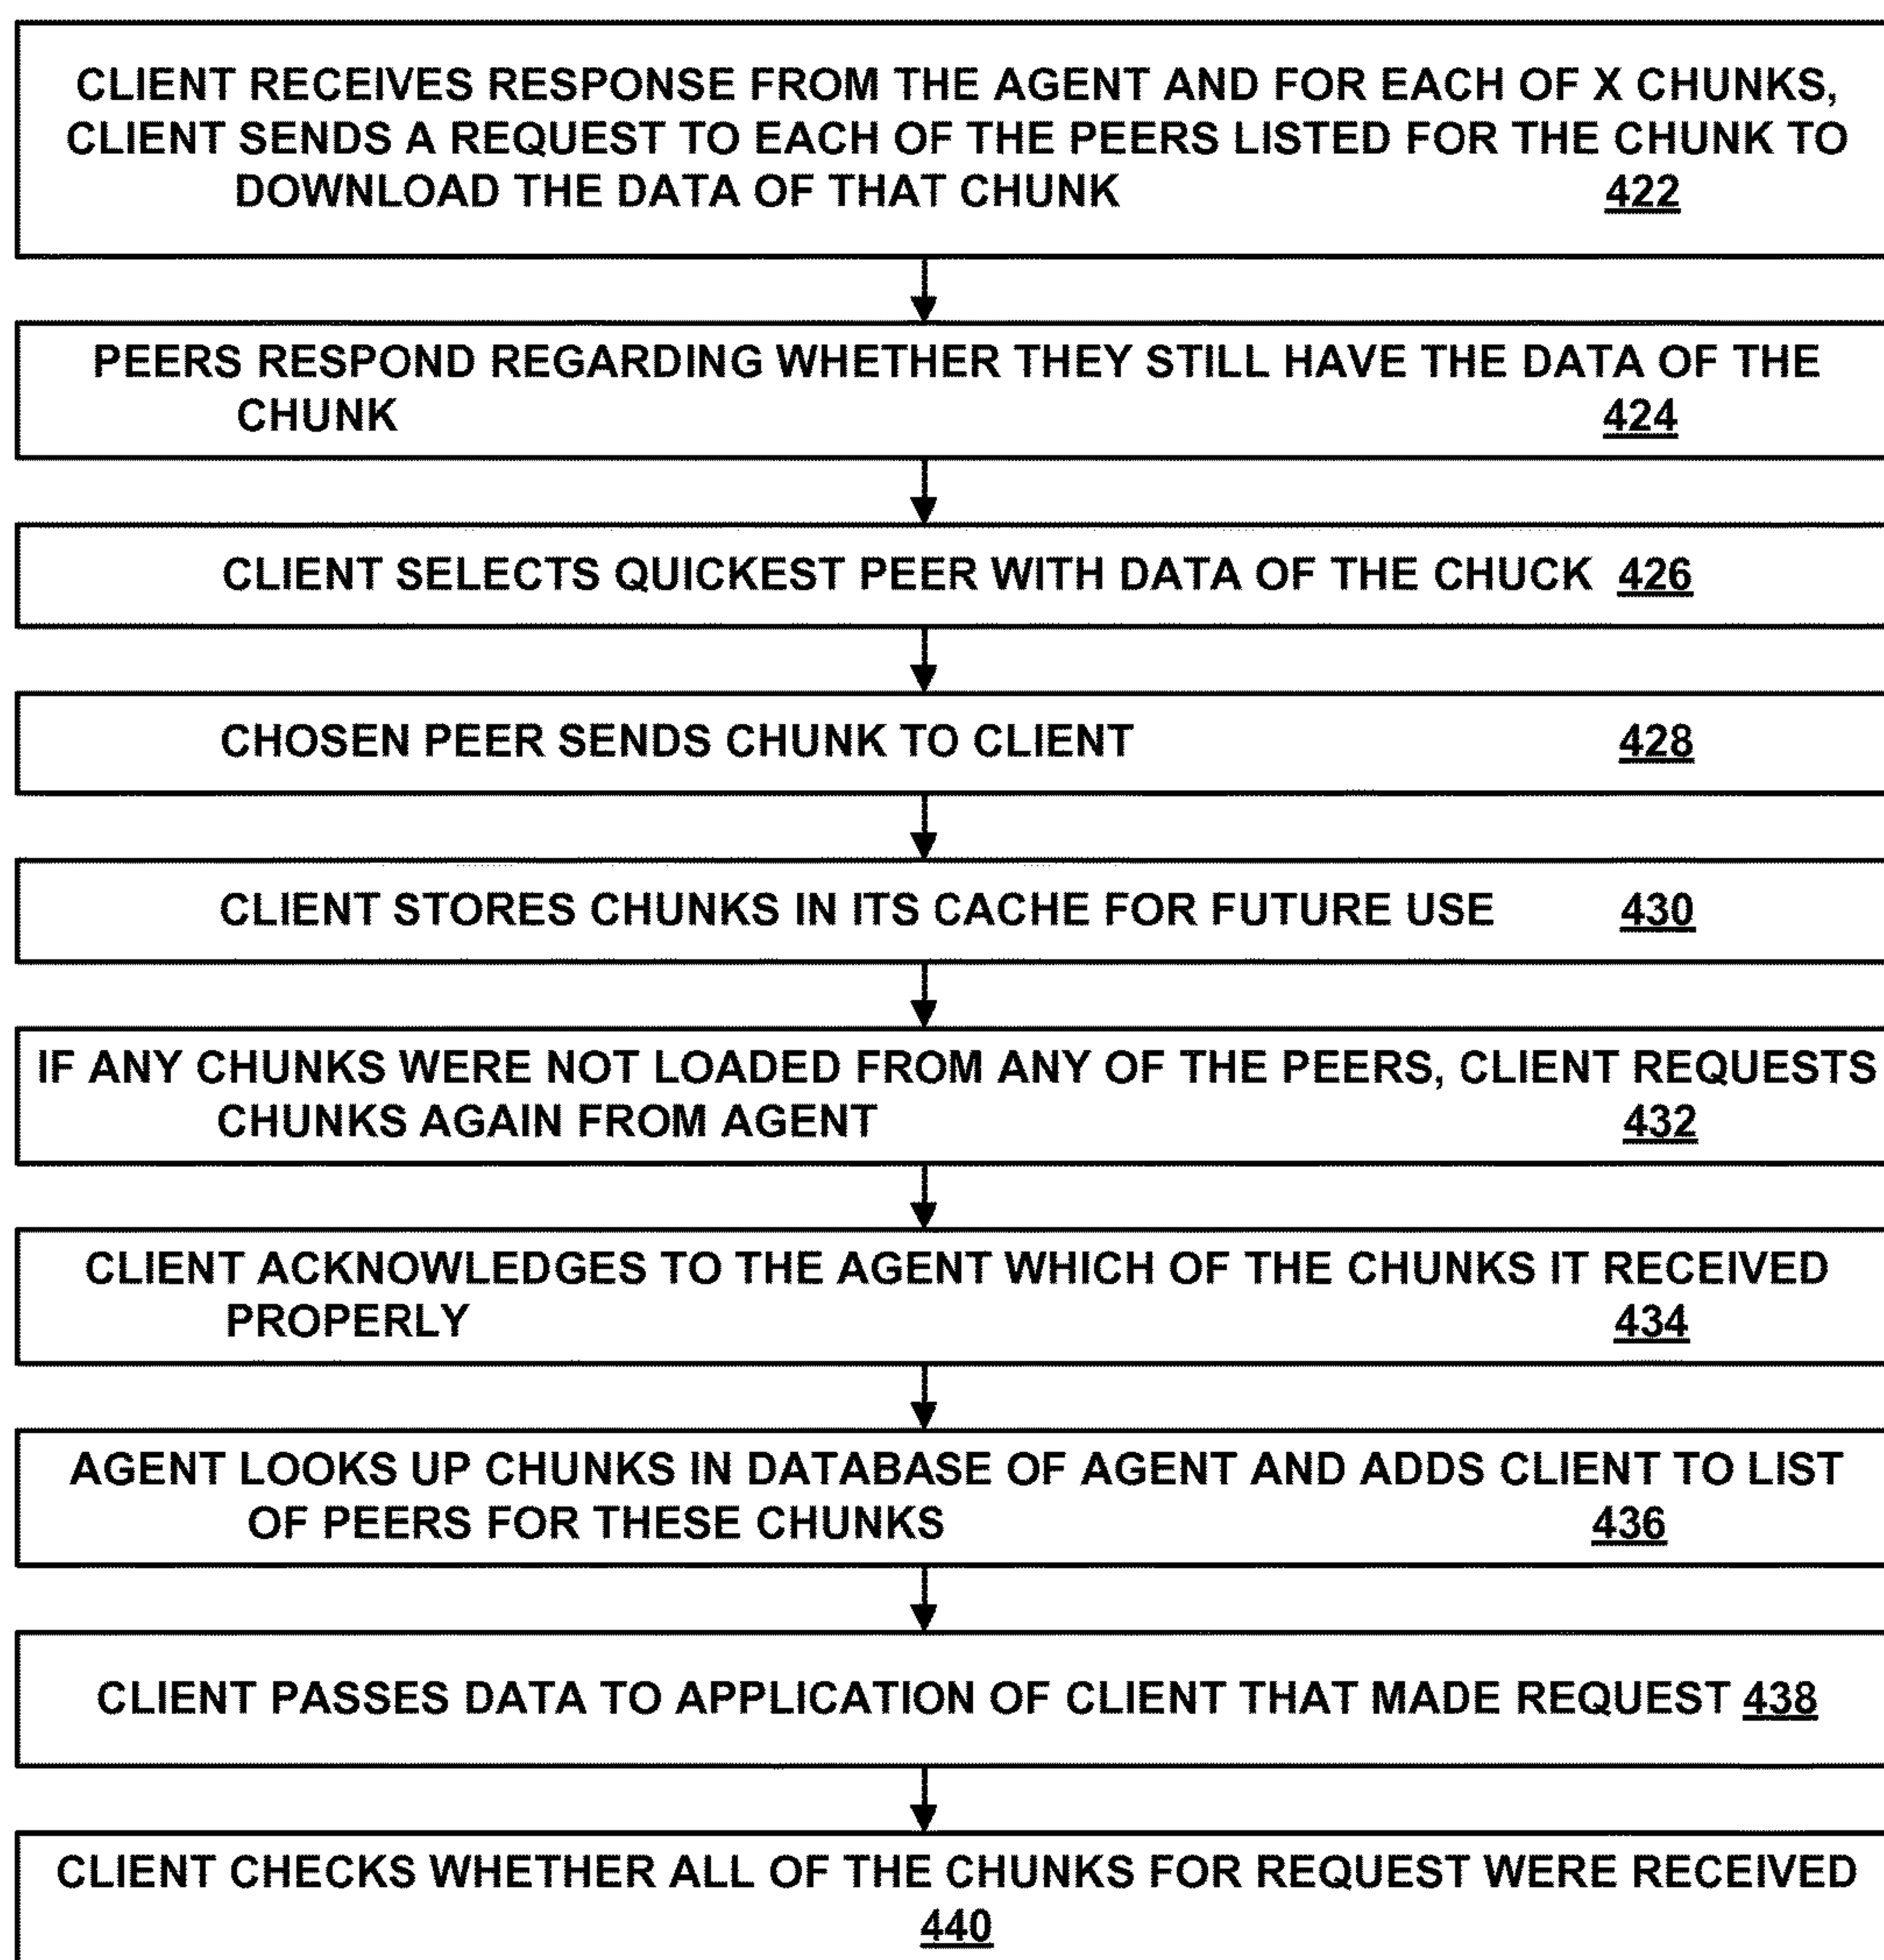 CLIENT RECEIVES RESPONSE FROM THE AGENT AND FOR EACH OF X CHUNKS,
CLIENT SENDS A REQUEST TO EACH OF THE PEERS LISTED FOR THE CHUNK TO
DOWNLOAD THE DATA OF THAT CHUNK 422
PEERS RESPOND REGARDING WHETHER THEY STILL HAVE THE DATA OF THE
CHUNK 424
CLIENT SELECTS QUICKEST PEER WITH DATA OF THE CHUCK 426
CHOSEN PEER SENDS CHUNK TO CLIENT 428
CLIENT STORES CHUNKS IN ITS CACHE FOR FUTURE USE 430
IF ANY CHUNKS WERE NOT LOADED FROM ANY OF THE PEERS, CLIENT REQUESTS
CHUNKS AGAIN FROM AGENT 432
CLIENT ACKNOWLEDGES TO THE AGENT WHICH OF THE CHUNKS IT RECEIVED
PROPERLY 434
AGENT LOOKS UP CHUNKS IN DATABASE OF AGENT AND ADDS CLIENT TO LIST
OF PEERS FOR THESE CHUNKS 436
CLIENT PASSES DATA TO APPLICATION OF CLIENT THAT MADE REQUEST 438
CLIENT CHECKS WHETHER ALL OF THE CHUNKS FOR REQUEST WERE RECEIVED
440